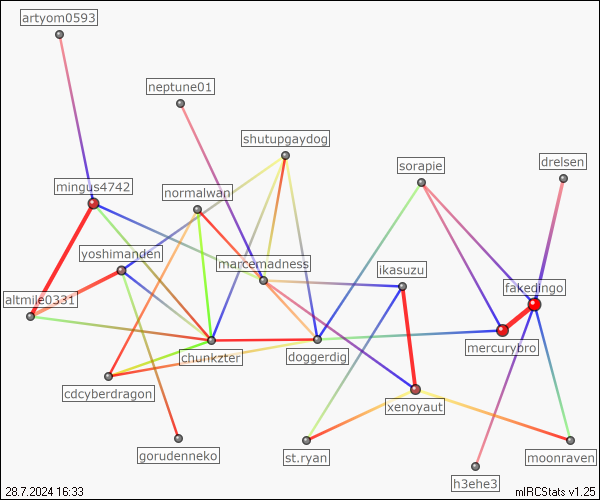 artyom0593
neptune01
shutupgaydog
sorapie
drelsen
mingus4742
normalwan
yoshimanden
marcemadness
ikasuzu
fakedingo
altmile0331
chunkzter
doggerdig
mercurybro
cdcyberdragon
xenoyaut
gorudenneko
st.ryan
moonraven
h3ehe3
28.7.2024 16:33
mIRCStats v1.25